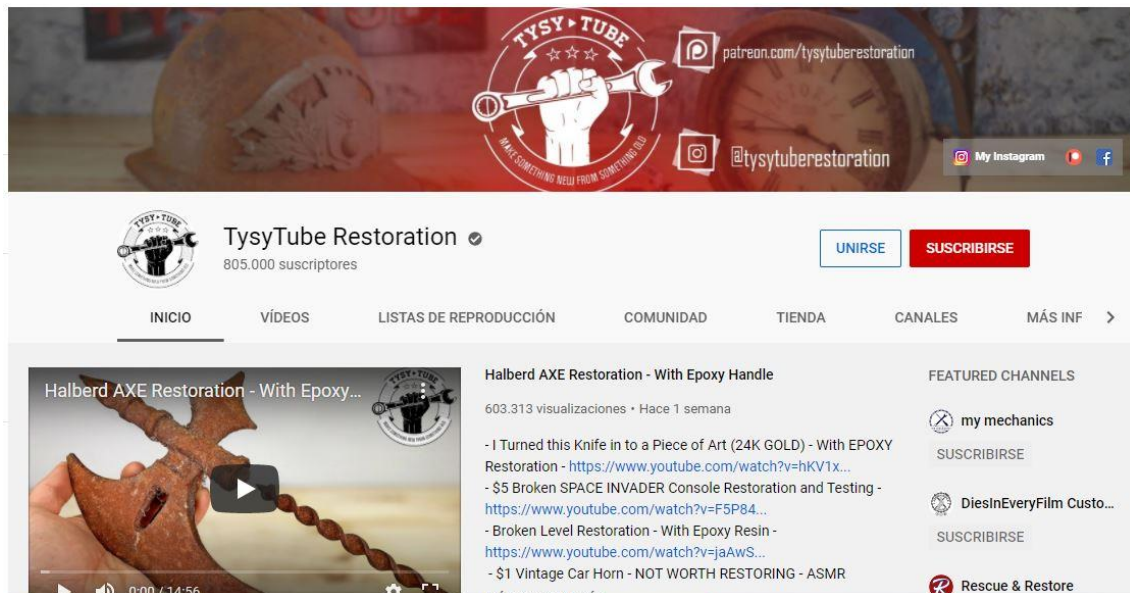 TYSY TUBE
MAKE SOMETHING NEW FROM SOMETHING OLD
patreon.com/tysytuberestoration
@tysytuberestoration
My Instagram
TYSY TUBE
TysyTube Restoration
805.000 suscriptores
UNIRSE
SUSCRIBIRSE
INICIO VÍDEOS LISTAS DE REPRODUCCIÓN COMUNIDAD TIENDA CANALES MÁS INF
Halberd AXE Restoration - With Epoxy...
TYSY TUBE
0:00 / 14:56
Halberd AXE Restoration - With Epoxy Handle
603.313 visualizaciones • Hace 1 semana
- I Turned this Knife in to a Piece of Art (24K GOLD) - With EPOXY
Restoration - https://www.youtube.com/watch?v=hKV1x...
- $5 Broken SPACE INVADER Console Restoration and Testing -
https://www.youtube.com/watch?v=F5P84...
- Broken Level Restoration - With Epoxy Resin -
https://www.youtube.com/watch?v=jaAwS...
- $1 Vintage Car Horn - NOT WORTH RESTORING - ASMR
FEATURED CHANNELS
my mechanics
SUSCRIBIRSE
DiesInEveryFilm Custo...
SUSCRIBIRSE
Rescue & Restore